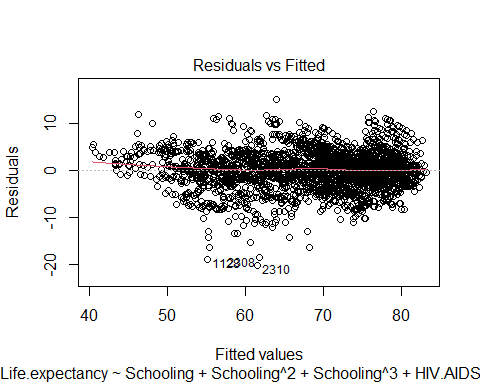 Residuals vs Fitted
Residuals
10
0
-10
-20
2308
2310
40
50
60
70
80
Fitted values
Life.expectancy ~ Schooling + Schooling^2 + Schooling^3 + HIV.AIDS